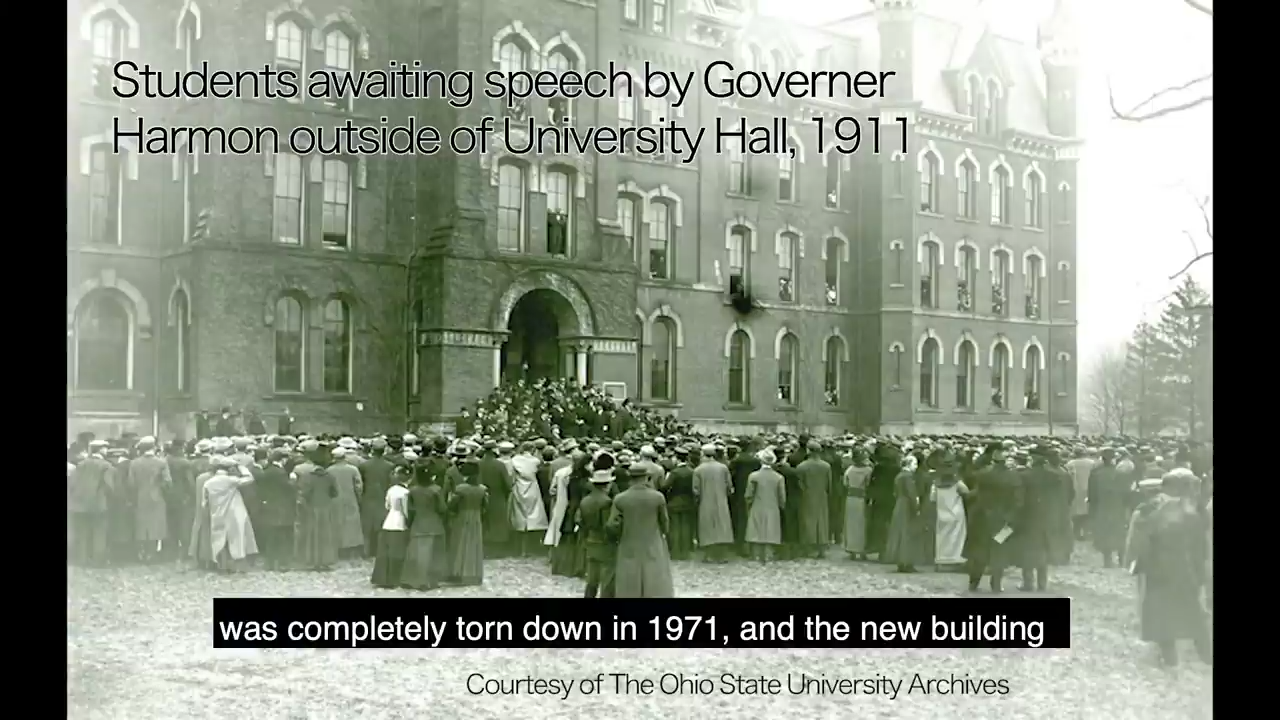 Students awaiting speech by Governer
Harmon outside of University Hall, 1911
was completely torn down in 1971, and the new building
Courtesy of The Ohio State University Archives